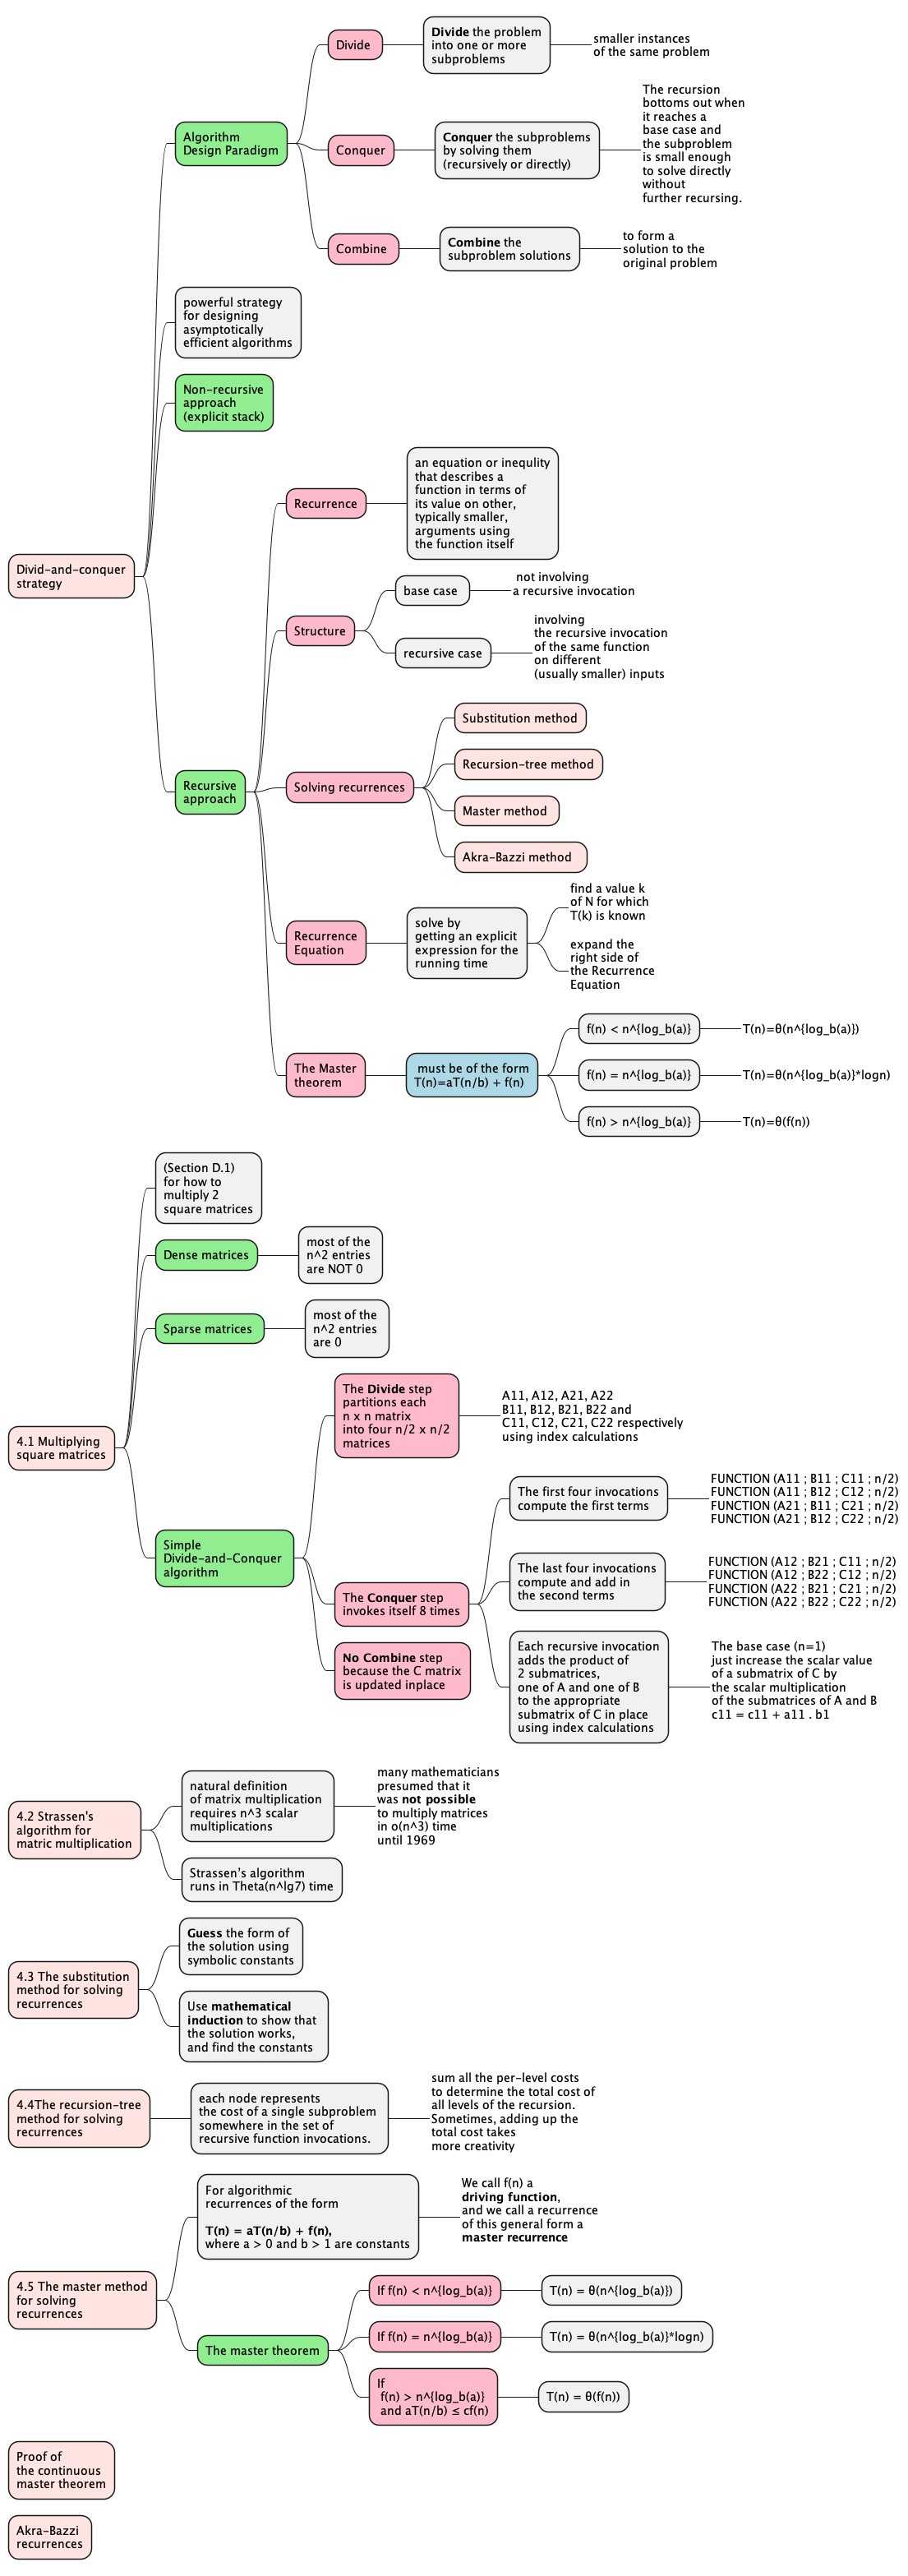 Divid-and-conquer
strategy
Algorithm
Design Paradigm
Divide
Divide the problem
into one or more
subproblems
smaller instances
of the same problem
Conquer
Conquer the subproblems
by solving them
(recursively or directly)
The recursion
bottoms out when
it reaches a
base case and
the subproblem
is small enough
to solve directly
without
further recursing.
Combine
Combine the
subproblem solutions
to form a
solution to the
original problem
powerful strategy
for designing
asymptotically
efficient algorithms
Non-recursive
approach
(explicit stack)
Recursive
approach
Recurrence
an equation or inequlity
that describes a
function in terms of
its value on other,
typically smaller,
arguments using
the function itself
Structure
base case
not involving
a recursive invocation
recursive case
involving
the recursive invocation
of the same function
on different
(usually smaller) inputs
Solving recurrences
Substitution method
Recursion-tree method
Master method
Akra-Bazzi method
Recurrence
Equation
solve by
getting an explicit
expression for the
running time
find a value k
of N for which
T(k) is known
expand the
right side of
the Recurrence
Equation
The Master
theorem
must be of the form
T(n)=aT(n/b) + f(n)
f(n) < n^{log_b(a)}
T(n)=θ(n^{log_b(a)})
f(n) = n^{log_b(a)}
T(n)=θ(n^{log_b(a)}*logn)
f(n) > n^{log_b(a)}
T(n)=θ(f(n))
4.1 Multiplying
square matrices
(Section D.1)
for how to
multiply 2
square matrices
Dense matrices
most of the
n^2 entries
are NOT 0
Sparse matrices
most of the
n^2 entries
are 0
Simple
Divide-and-Conquer
algorithm
The Divide step
partitions each
n x n matrix
into four n/2 x n/2
matrices
A11, A12, A21, A22
B11, B12, B21, B22 and
C11, C12, C21, C22 respectively
using index calculations
The Conquer step
invokes itself 8 times
The first four invocations
compute the first terms
FUNCTION (A11 ; B11 ; C11 ; n/2)
FUNCTION (A11 ; B12 ; C12 ; n/2)
FUNCTION (A21 ; B11 ; C21 ; n/2)
FUNCTION (A21 ; B12 ; C22 ; n/2)
The last four invocations
compute and add in
the second terms
FUNCTION (A12 ; B21 ; C11 ; n/2)
FUNCTION (A12 ; B22 ; C12 ; n/2)
FUNCTION (A22 ; B21 ; C21 ; n/2)
FUNCTION (A22 ; B22 ; C22 ; n/2)
Each recursive invocation
adds the product of
2 submatrices,
one of A and one of B
to the appropriate
submatrix of C in place
using index calculations
The base case (n=1)
just increase the scalar value
of a submatrix of C by
the scalar multiplication
of the submatrices of A and B
c11 = c11 + a11 . b1
No Combine step
because the C matrix
is updated inplace
4.2 Strassen's
algorithm for
matric multiplication
natural definition
of matrix multiplication
requires n^3 scalar
multiplications
many mathematicians
presumed that it
was not possible
to multiply matrices
in o(n^3) time
until 1969
Strassen's algorithm
runs in Theta(n^lg7) time
4.3 The substitution
method for solving
recurrences
Guess the form of
the solution using
symbolic constants
Use mathematical
induction to show that
the solution works,
and find the constants
4.4The recursion-tree
method for solving
recurrences
each node represents
the cost of a single subproblem
somewhere in the set of
recursive function invocations.
sum all the per-level costs
to determine the total cost of
all levels of the recursion.
Sometimes, adding up the
total cost takes
more creativity
4.5 The master method
for solving
recurrences
For algorithmic
recurrences of the form
T(n) = aT(n/b) + f(n),
where a > 0 and b > 1 are constants
We call f(n) a
driving function,
and we call a recurrence
of this general form a
master recurrence
The master theorem
If f(n) < n^{log_b(a)}
T(n) = θ(n^{log_b(a)})
If f(n) = n^{log_b(a)}
T(n) = θ(n^{log_b(a)}*logn)
If
f(n) > n^{log_b(a)}
and aT(n/b) ≤ cf(n)
T(n) = θ(f(n))
Proof of
the continuous
master theorem
Akra-Bazzi
recurrences